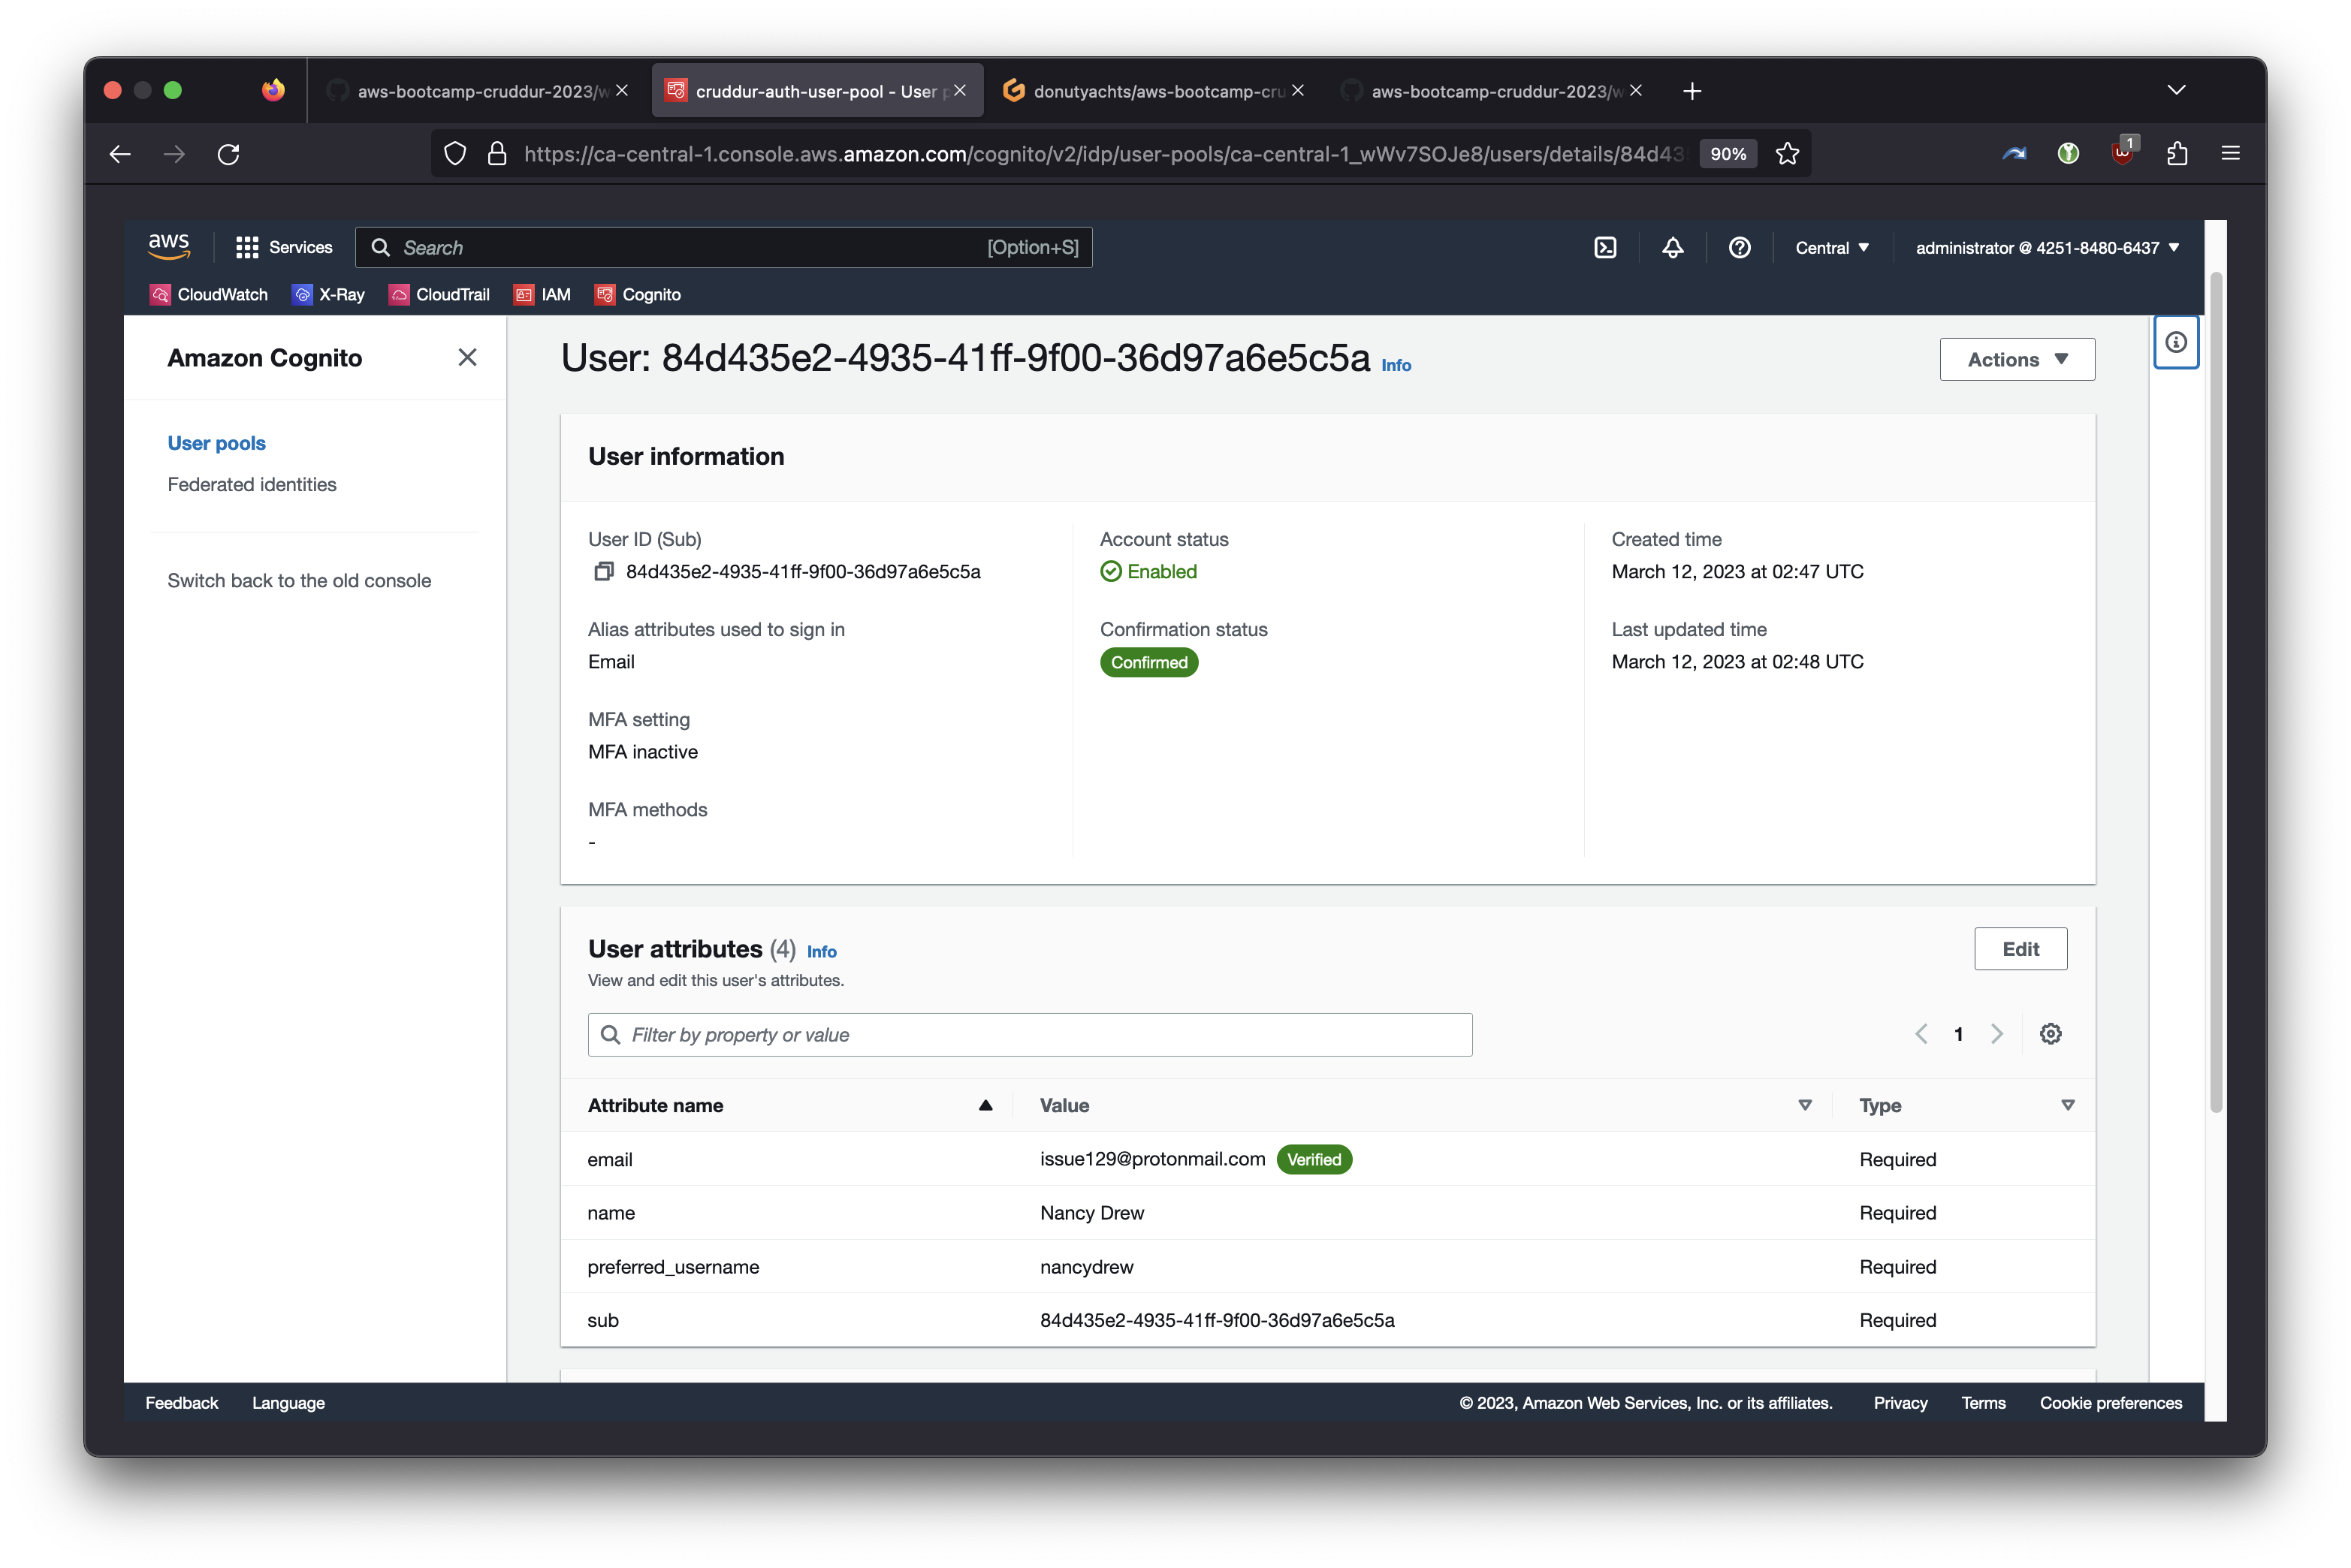 aws-bootcamp-cruddur-2023/w
cruddur-auth-user-pool - User p
donutyachts/aws-bootcamp-cru
aws-bootcamp-cruddur-2023/w
https://ca-central-1.console.aws.amazon.com/cognito/v2/idp/user-pools/ca-central-1_wWv7SOJe8/users/details/84d43
90%
1
aws
Services
Search
[Option+S]
Central
administrator @ 4251-8480-6437
CloudWatch
X-Ray
CloudTrail
IAM
Cognito
Amazon Cognito
User pools
Federated identities
Switch back to the old console
User: 84d435e2-4935-41ff-9f00-36d97a6e5c5a Info
Actions
User information
User ID (Sub)
84d435e2-4935-41ff-9f00-36d97a6e5c5a
Alias attributes used to sign in
Email
MFA setting
MFA inactive
MFA methods
-
Account status
Enabled
Confirmation status
Confirmed
Created time
March 12, 2023 at 02:47 UTC
Last updated time
March 12, 2023 at 02:48 UTC
User attributes (4) Info
View and edit this user's attributes.
Edit
Filter by property or value
1
Attribute name Value Type
email issue129@protonmail.com Verified Required
name Nancy Drew Required
preferred_username nancydrew Required
sub 84d435e2-4935-41ff-9f00-36d97a6e5c5a Required
Feedback Language © 2023, Amazon Web Services, Inc. or its affiliates. Privacy Terms Cookie preferences